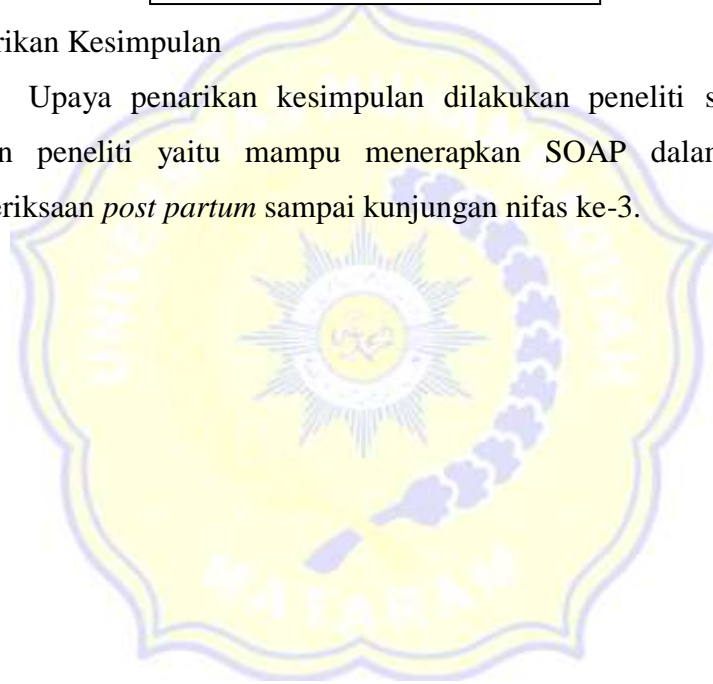 rikan Kesimpulan
Upaya penarikan kesimpulan dilakukan peneliti s
n peneliti yaitu mampu menerapkan SOAP dalam
eriksaan post partum sampai kunjungan nifas ke-3.
MATARAM